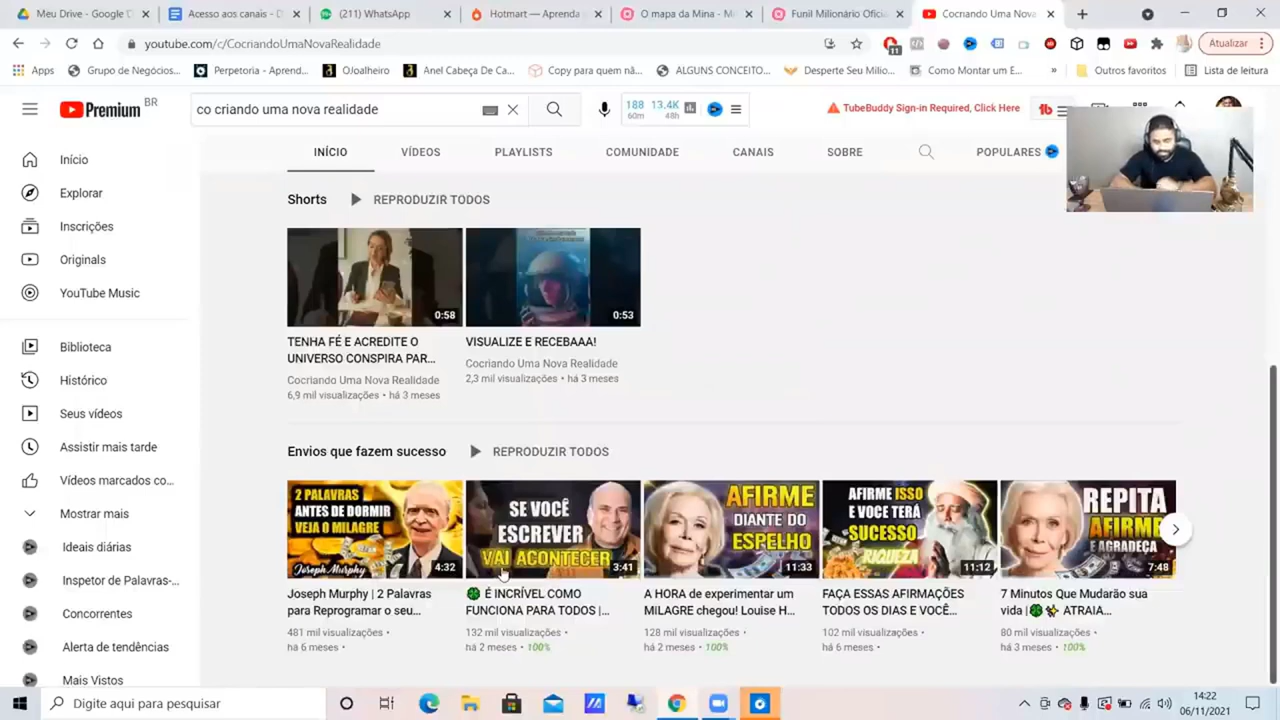 Meu Drive - Google D
Acesso aos canais - D
(211) WhatsApp
Hotmart — Aprenda
O mapa da Mina - M
Funil Milionário Ofici
Cocriando Uma Nova
youtube.com/c/CocriandoUmaNovaRealidade
11
Atualizar
Apps
Grupo de Negócios...
Perpetoria - Apren...
OJoalheiro
Anel Cabeça De Ca...
Copy para quem nã...
ALGUNS CONCEITO...
Desperte Seu Milio...
Como Montar um E...
»
Outros favoritos
Lista de leitura
Premium BR
co criando uma nova realidade
188 13.4K
60m 48h
TubeBuddy Sign-in Required, Click Here
tb
INÍCIO
VÍDEOS
PLAYLISTS
COMUNIDADE
CANAIS
SOBRE
POPULARES
Início
Explorar
Inscrições
Originals
YouTube Music
Biblioteca
Histórico
Seus vídeos
Assistir mais tarde
Vídeos marcados co...
Mostrar mais
Ideais diárias
Inspetor de Palavras-...
Concorrentes
Alerta de tendências
Mais Vistos
Shorts
REPRODUZIR TODOS
0:58
0:53
TENHA FÉ E ACREDITE O
UNIVERSO CONSPIRA PAR...
Cocriando Uma Nova Realidade
6,9 mil visualizações • há 3 meses
VISUALIZE E RECEBAAA!
Cocriando Uma Nova Realidade
2,3 mil visualizações • há 3 meses
Envios que fazem sucesso
REPRODUZIR TODOS
2 PALAVRAS
ANTES DE DORMIR
VEJA O MILAGRE
Joseph Murphy
4:32
SE VOCÊ
ESCREVER
VAI ACONTECER
3:41
AFIRME
DIANTE DO
ESPELHO
11:33
AFIRME ISSO
E VOCE TERÁ
SUCESSO
RIQUEZA
11:12
REPITA
AFIRME
E AGRADEÇA
7:48
Joseph Murphy | 2 Palavras
para Reprogramar o seu...
481 mil visualizações •
há 6 meses •
🍀 É INCRÍVEL COMO
FUNCIONA PARA TODOS |...
132 mil visualizações •
há 2 meses • 100%
A HORA de experimentar um
MILAGRE chegou! Louise H...
128 mil visualizações •
há 2 meses • 100%
FAÇA ESSAS AFIRMAÇÕES
TODOS OS DIAS E VOCÊ...
102 mil visualizações •
há 6 meses •
7 Minutos Que Mudarão sua
vida |🍀✨ ATRAIA...
80 mil visualizações •
há 3 meses • 100%
Digite aqui para pesquisar
14:22
06/11/2021